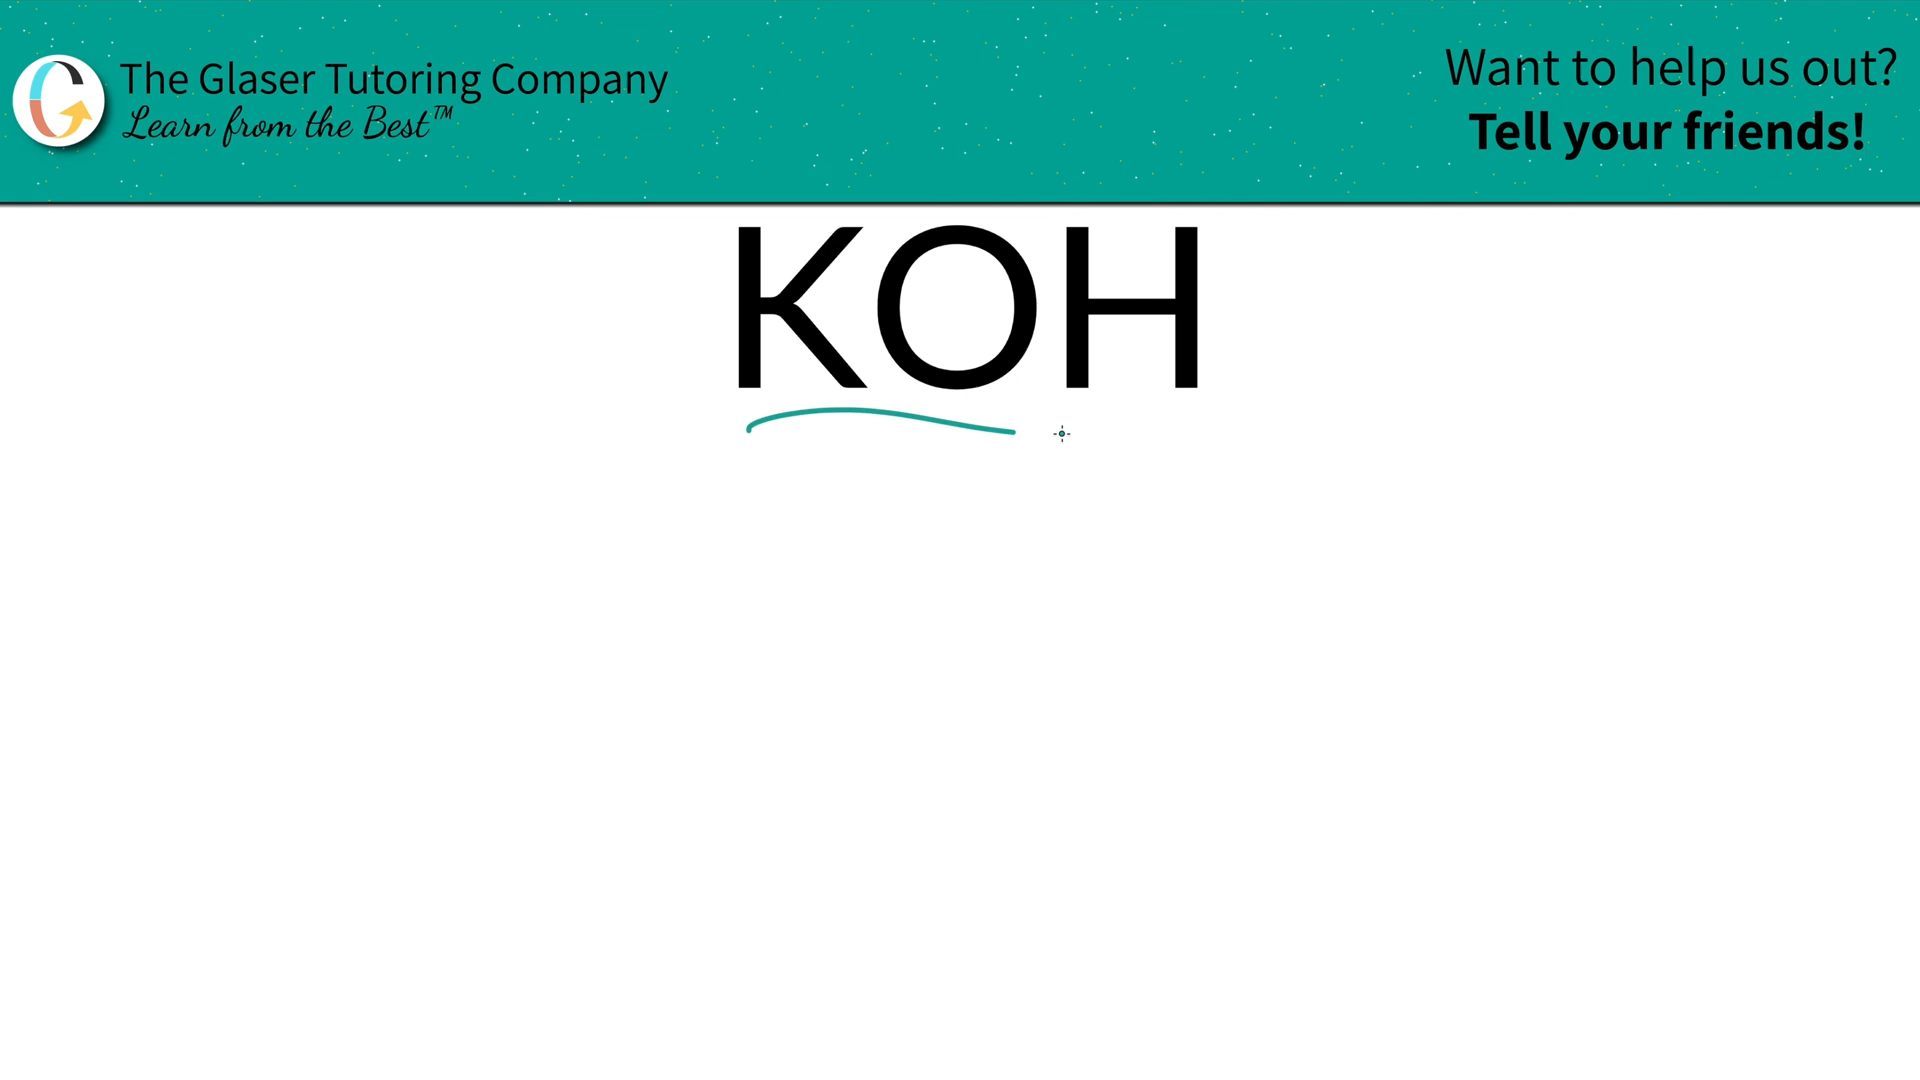 The Glaser Tutoring Company
Learn from the Best™
Want to help us out?
Tell your friends!
KOH